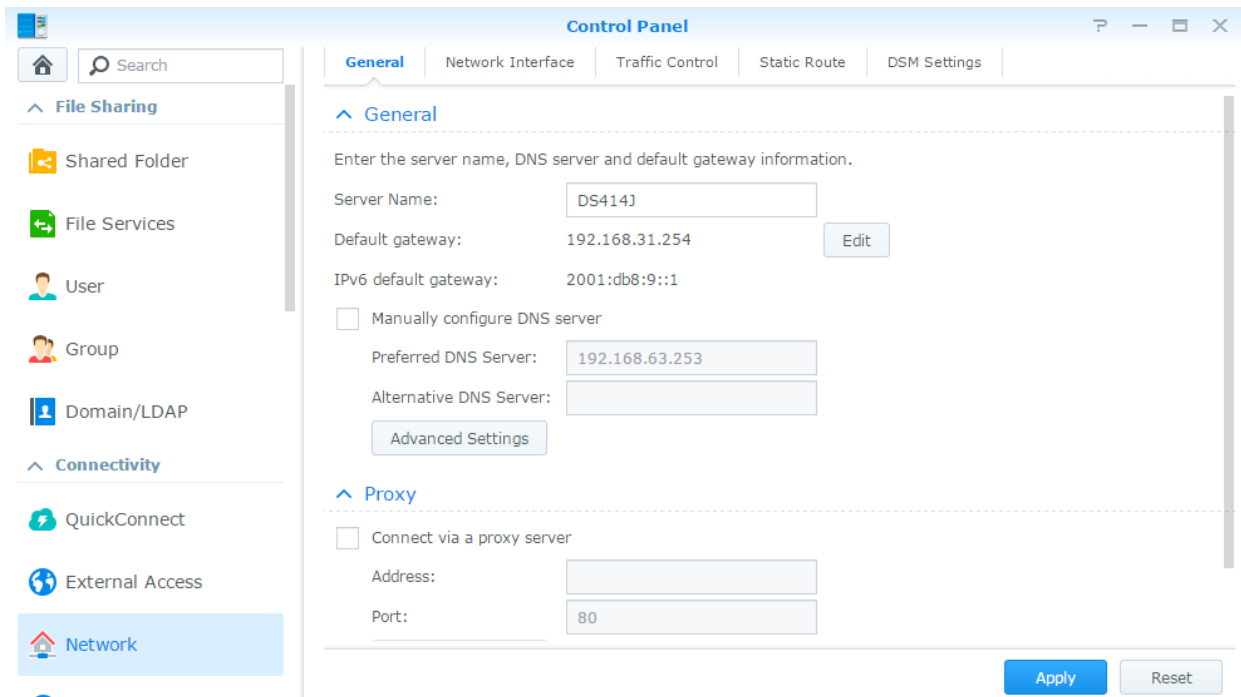 Control Panel
Search
General Network Interface Traffic Control Static Route DSM Settings
File Sharing
Shared Folder
File Services
User
Group
Domain/LDAP
Connectivity
QuickConnect
External Access
Network
General
Enter the server name, DNS server and default gateway information.
Server Name: DS414J
Default gateway: 192.168.31.254 Edit
IPv6 default gateway: 2001:db8:9::1
Manually configure DNS server
Preferred DNS Server: 192.168.63.253
Alternative DNS Server:
Advanced Settings
Proxy
Connect via a proxy server
Address:
Port: 80
Apply Reset